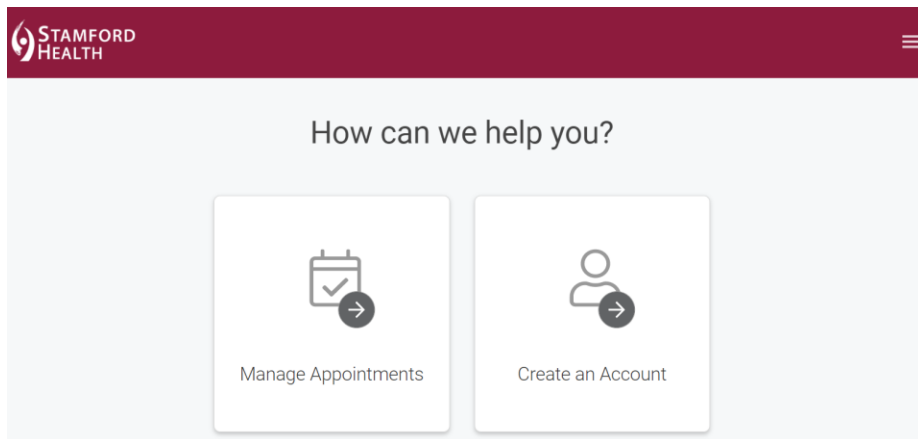 STAMFORD
HEALTH
How can we help you?
Manage Appointments
Create an Account